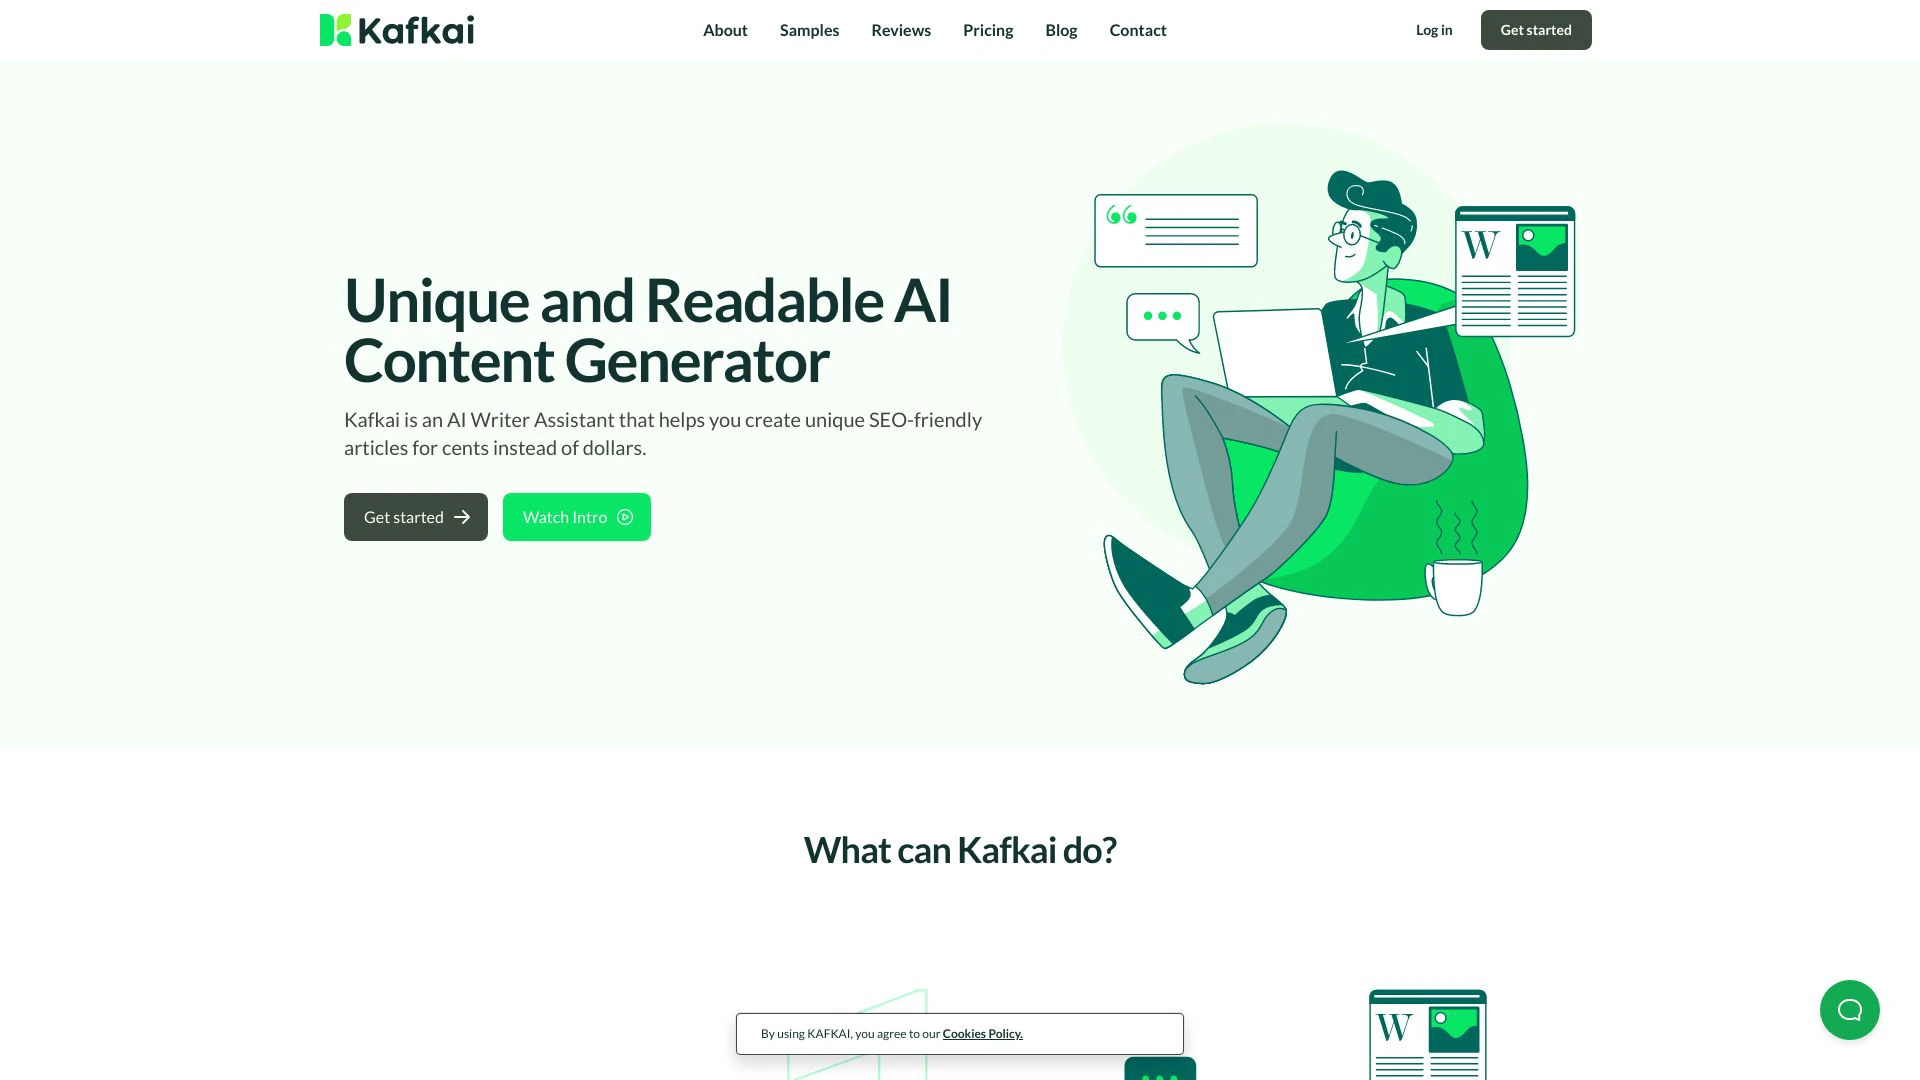 Kafkai
About
Samples
Reviews
Pricing
Blog
Contact
Log in
Get started
Unique and Readable AI
Content Generator
Kafkai is an AI Writer Assistant that helps you create unique SEO-friendly
articles for cents instead of dollars.
Get started
Watch Intro
W
What can Kafkai do?
W
By using KAFKAI, you agree to our Cookies Policy.